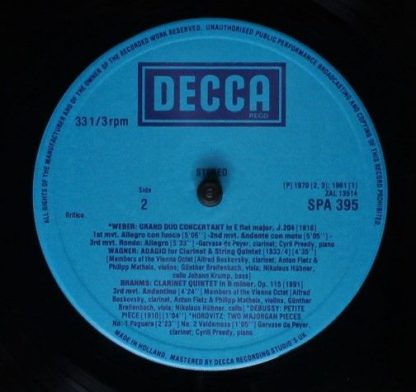 ALL RIGHTS OF THE MANUFACTURER AND OF THE OWNER OF THE RECORDED WORK RESERVED. UNAUTHORISED PUBLIC PERFORMANCE BROADCASTING AND COPYING OF THIS RECORD PROHIBITED
DECCA
REGD
33 1/3 rpm
STEREO
[P] 1970 [2, 3]; 1961 [1]
ZAL 13514
SPA 395
Side
2
Britico
*WEBER: GRAND DUO CONCERTANT in E flat major, J.204 [1816]
1st mvt. Allegro con fuoco [5'06"] -2nd mvt. Andante con moto [5'05"] -
3rd mvt. Rondo: Allegro [5'33"] -Gervase de Peyer, clarinet; Cyril Preedy, piano
WAGNER: ADAGIO for Clarinet & String Quintet [1833/4] [4'35"]
[Members of the Vienna Octet] [Alfred Boskovsky, clarinet; Anton Fietz &
Philipp Matheis, violins; Günther Breitenbach, viola; Nikolaus Hübner,
cello Johann Krump, bass]
BRAHMS: CLARINET QUINTET in B minor, Op. 115 [1891]
3rd mvt. Andantino [4'24"] [Members of the Vienna Octet] [Alfred
Boskovsky, clarinet, Anton Fietz & Philipp Matheis, violins, Günther
Breitenbach, viola; Nikolaus Hübner, cello] *DEBUSSY: PETITE
PIÈCE [1910] [1'04"] *HOROVITZ: TWO MAJORCAN PIECES
No. 1 Paguera [2'23"] No. 2 Valdemosa [1'00"] Gervase de Peyer,
clarinet; Cyril Preedy, piano
MADE IN HOLLAND, MASTERED BY DECCA RECORDING STUDIO'S U-K